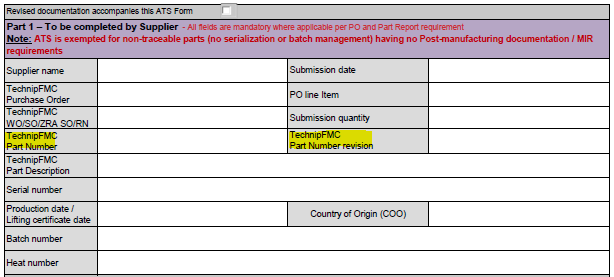 Revised documentation accompanies this ATS Form
Part 1 – To be completed by Supplier - All fields are mandatory where applicable per PO and Part Report requirement
Note: ATS is exempted for non-traceable parts (no serialization or batch management) having no Post-manufacturing documentation / MIR
requirements
Supplier name
Submission date
TechnipFMC
Purchase Order
PO line Item
TechnipFMC
WO/SO/ZRA SO/RN
Submission quantity
TechnipFMC
Part Number
TechnipFMC
Part Number revision
TechnipFMC
Part Description
Serial number
Production date /
Lifting certificate date
Country of Origin (COO)
Batch number
Heat number